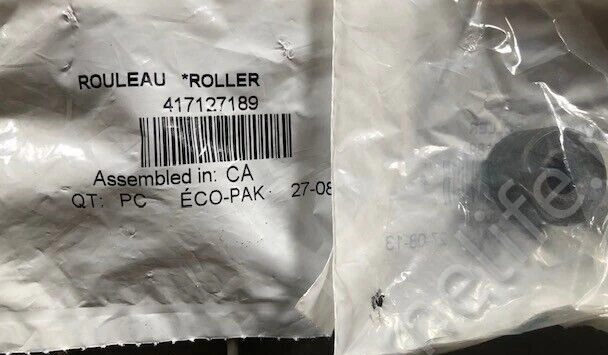 ROULEAU *ROLLER
417127189
Assembled in: CA
QT: PC ÉCO-PAK 27-08
27-08-13